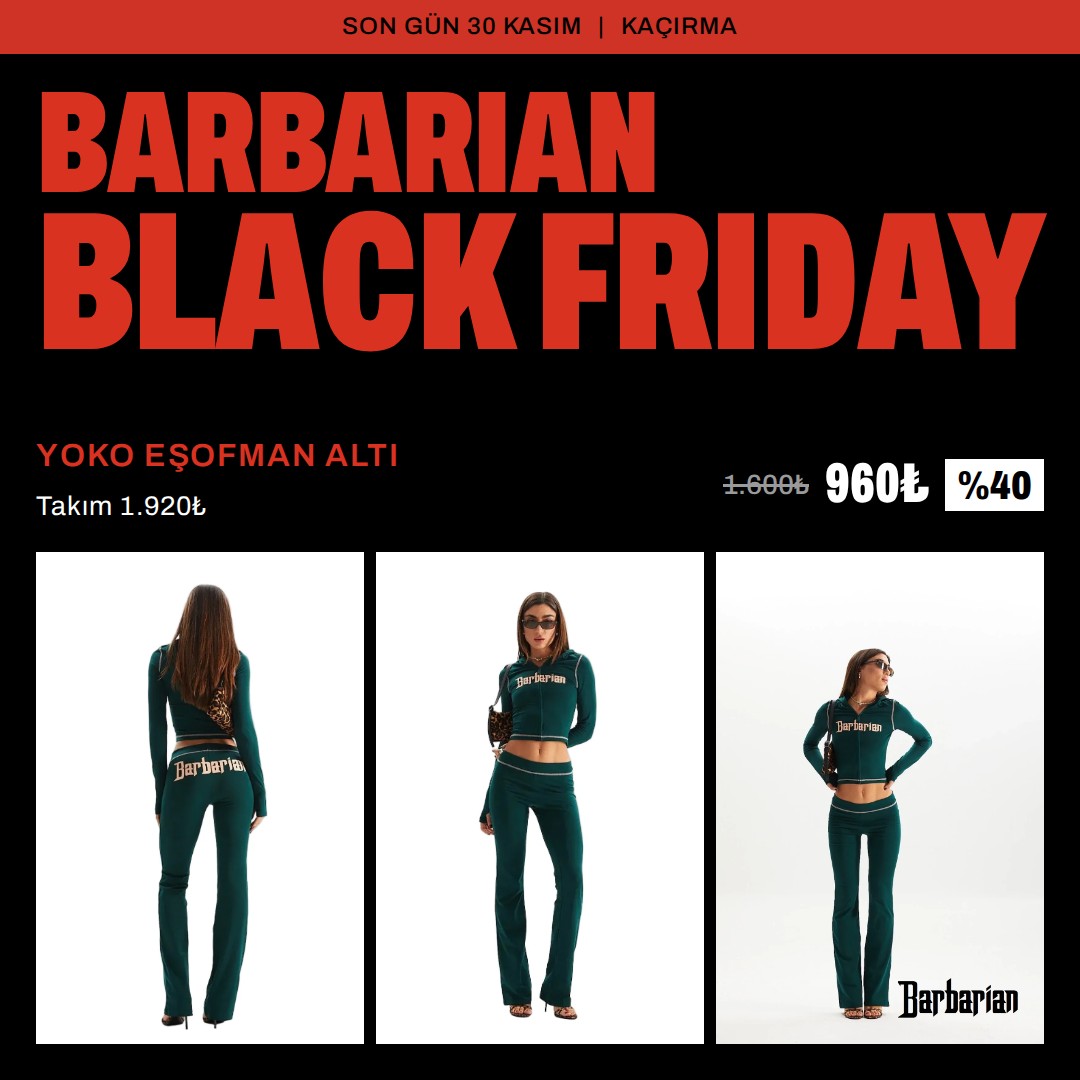 SON GÜN 30 KASIM | KAÇIRMA
BARBARIAN
BLACK FRIDAY
YOKO EŞOFMAN ALTI
Takım 1.920₺
1.600₺ 960₺ %40
Barbarian
Barbarian
Barbarian
Barbarian